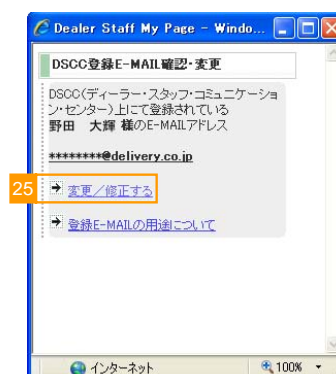 Dealer Staff My Page - Windo...
DSCC登録E-MAIL確認・変更
DSCC(ディーラー・スタッフ・コミュニケーショ
ン・センター)上にて登録されている
野田　大輝 様のE-MAILアドレス
********@delivery.co.jp
25
変更／修正する
登録E-MAILの用途について
インターネット
100%